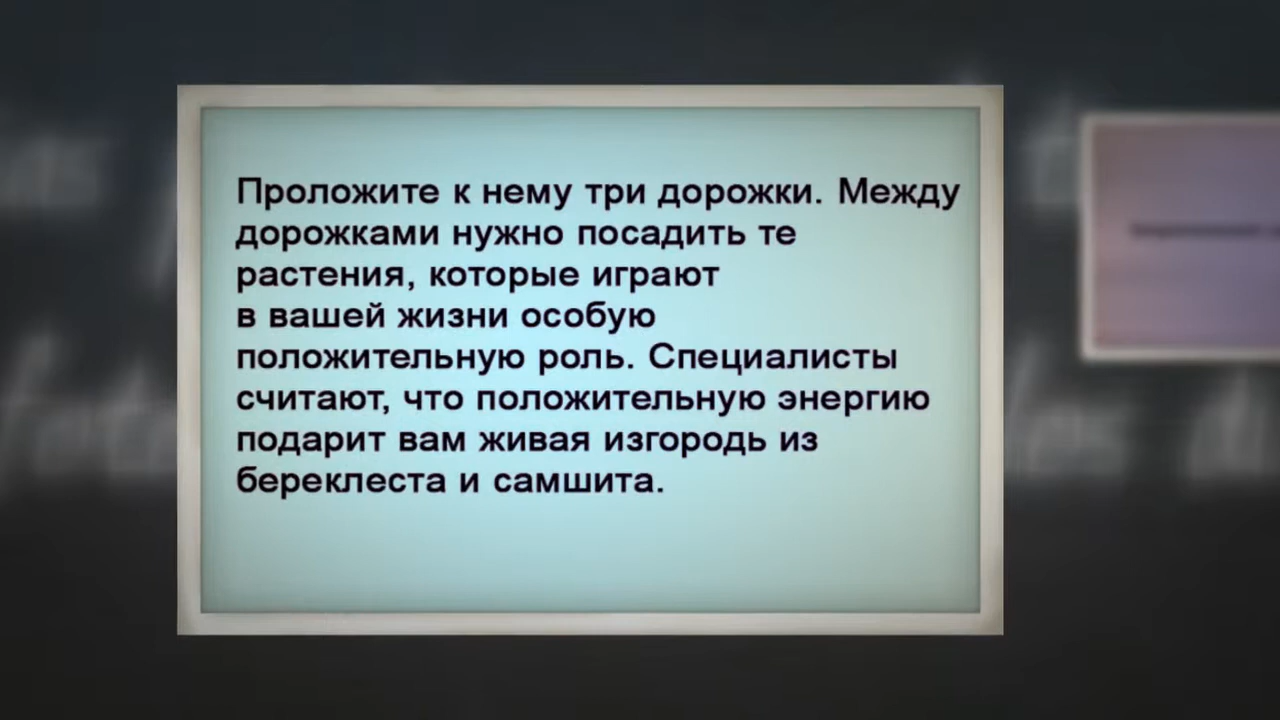 Проложите к нему три дорожки. Между
дорожками нужно посадить те
растения, которые играют
в вашей жизни особую
положительную роль. Специалисты
считают, что положительную энергию
подарит вам живая изгородь из
береклеста и самшита.